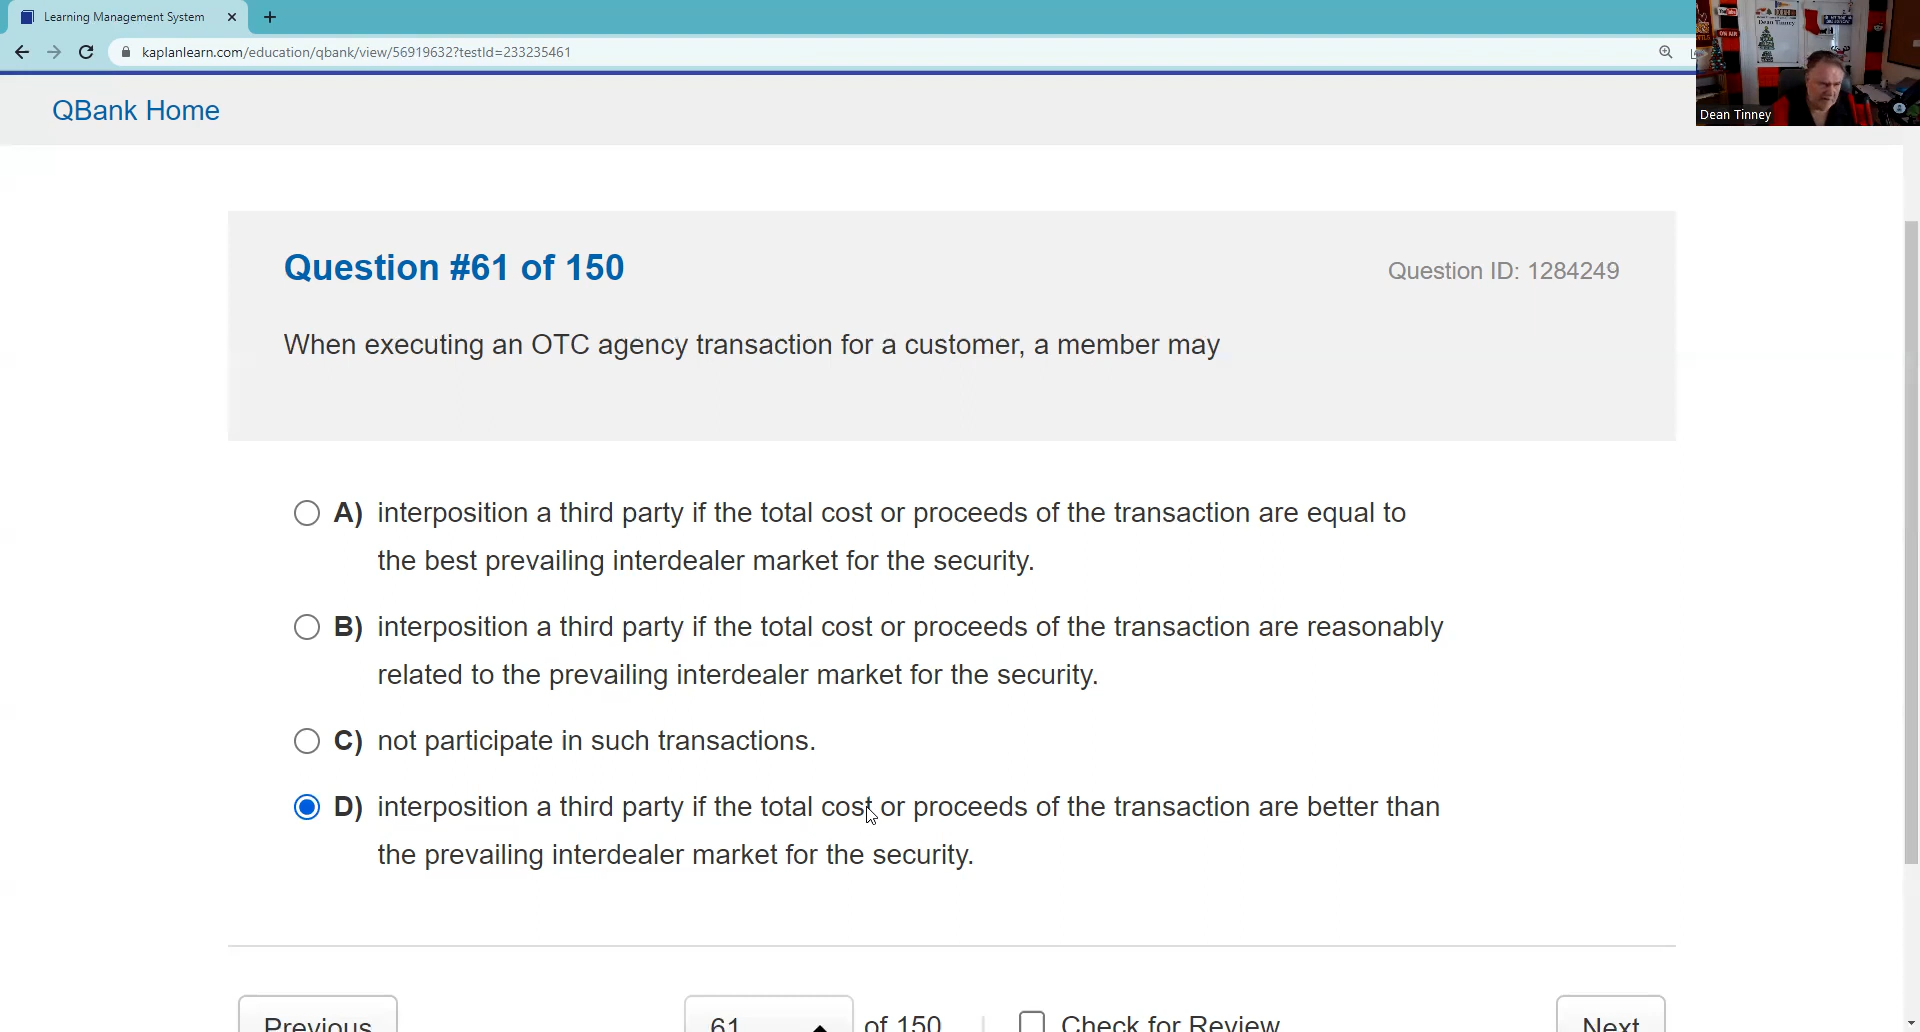 Learning Management System
kaplanlearn.com/education/qbank/view/56919632?testId=233235461
QBank Home
ON AIR
Dean Tinney
Dean Tinney
Question #61 of 150
Question ID: 1284249
When executing an OTC agency transaction for a customer, a member may
A) interposition a third party if the total cost or proceeds of the transaction are equal to
the best prevailing interdealer market for the security.
B) interposition a third party if the total cost or proceeds of the transaction are reasonably
related to the prevailing interdealer market for the security.
C) not participate in such transactions.
D) interposition a third party if the total cost or proceeds of the transaction are better than
the prevailing interdealer market for the security.
Previous
61
of 150
Check for Review
Next